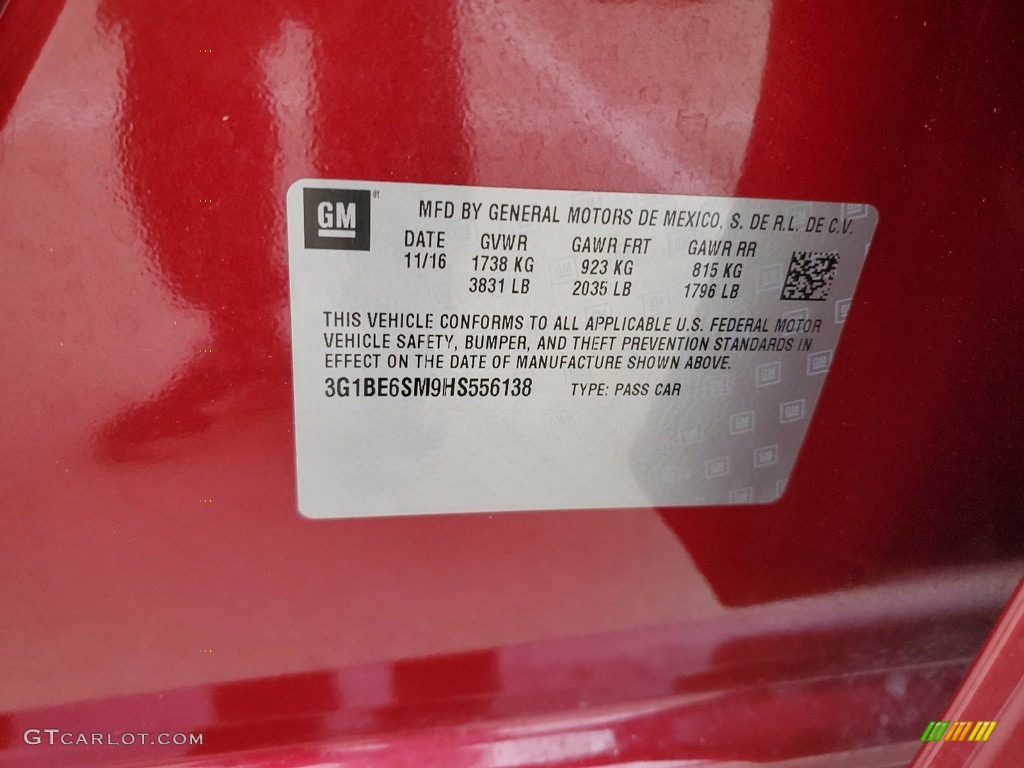 GM
MFD BY GENERAL MOTORS DE MEXICO, S. DE R.L. DE C.V.
DATE GVWR GAWR FRT GAWR RR
11/16 1738 KG 923 KG 815 KG
3831 LB 2035 LB 1796 LB
THIS VEHICLE CONFORMS TO ALL APPLICABLE U.S. FEDERAL MOTOR
VEHICLE SAFETY, BUMPER, AND THEFT PREVENTION STANDARDS IN
EFFECT ON THE DATE OF MANUFACTURE SHOWN ABOVE.
3G1BE6SM9HS556138 TYPE: PASS CAR
GTCARLOT.COM